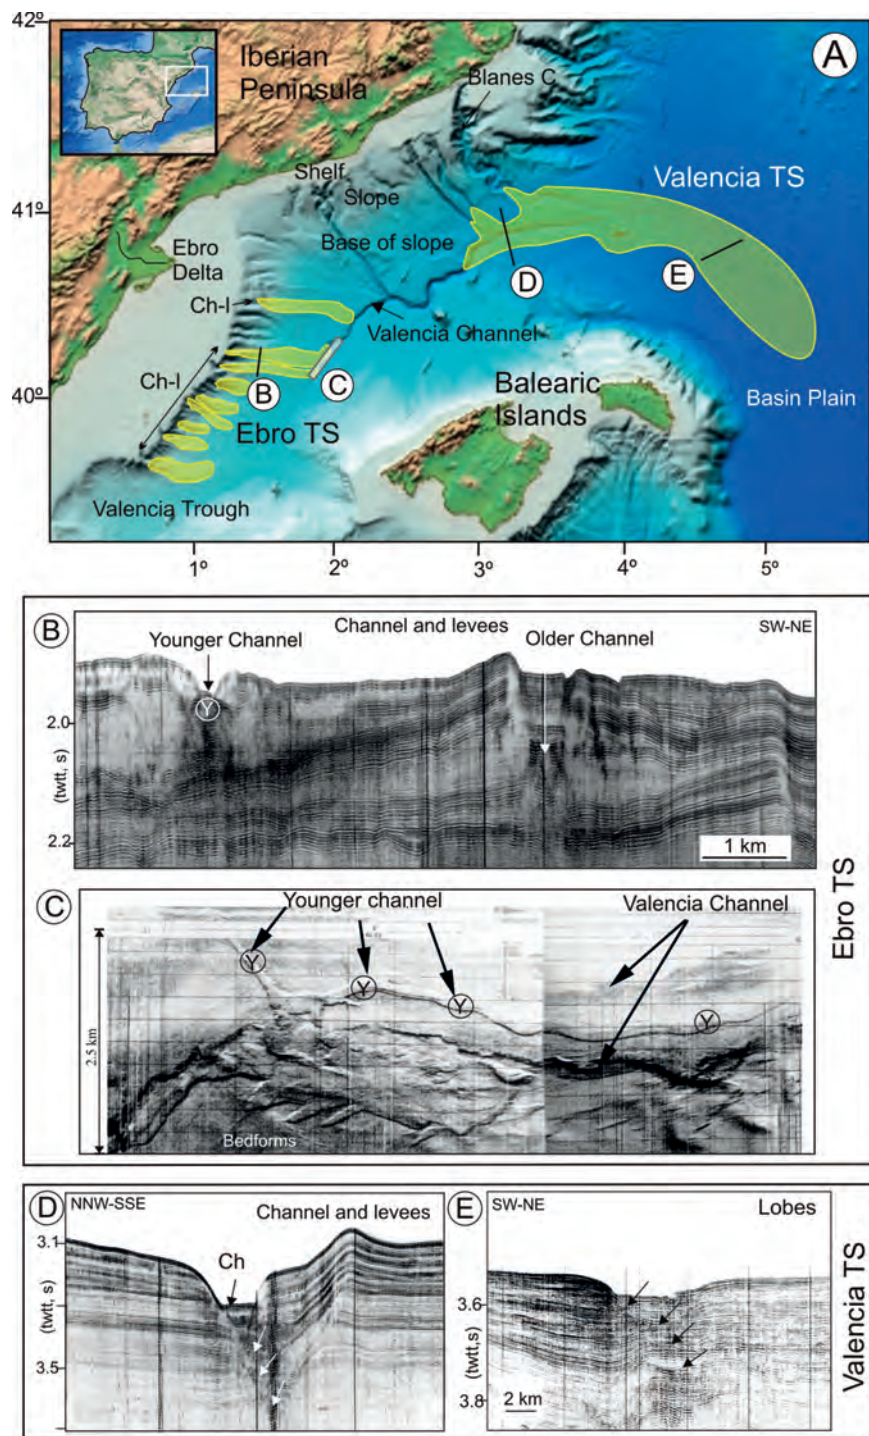 42º
A
Iberian
Peninsula
Blanes C
Shelf
Valencia TS
Slope
41º
Base of slope
Ebro
Delta
D
E
Ch-I
Valencia Channel
Ch-I
B
C
40º
Balearic
Islands
Basin Plain
Ebro TS
Valencia Trough
1º 2º 3º 4º 5º
B
Younger Channel
Channel and levees
Older Channel
SW-NE
Y
2.0
(twtt, s)
2.2
1 km
C
Younger channel
Valencia Channel
Y
Y
Y
Y
2.5 km
Bedforms
Ebro TS
D
NNW-SSE
Channel and levees
3.1
Ch
(twtt, s)
3.5
E
SW-NE
Lobes
3.6
(twtt,s)
3.8
2 km
Valencia TS